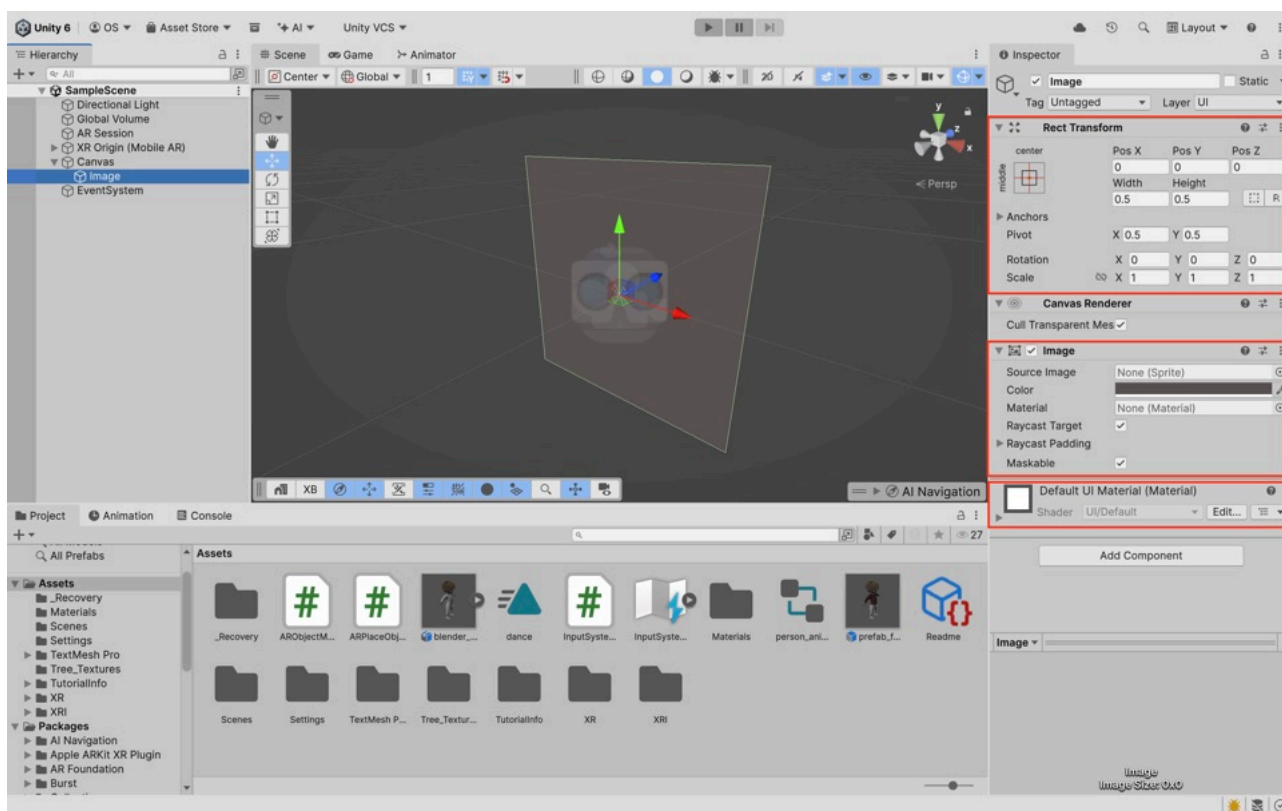 Unity 6 OS Asset Store AI Unity VCS Layout
Hierarchy
All
SampleScene
Directional Light
Global Volume
AR Session
XR Origin (Mobile AR)
Canvas
Image
EventSystem
Scene Game Animator
Center Global 1 2D
y
z
x
Persp
XB
AI Navigation
Inspector
Image Static
Tag Untagged Layer UI
Rect Transform
center Pos X Pos Y Pos Z
middle 0 0 0
Width Height
0.5 0.5 R
Anchors
Pivot X 0.5 Y 0.5
Rotation X 0 Y 0 Z 0
Scale X 1 Y 1 Z 1
Canvas Renderer
Cull Transparent Mes
Image
Source Image None (Sprite)
Color
Material None (Material)
Raycast Target
Raycast Padding
Maskable
Default UI Material (Material)
Shader UI/Default Edit...
Add Component
Image
Image
Image Size: 0x0
Project Animation Console
27
All Prefabs
Assets
_Recovery
Materials
Scenes
Settings
TextMesh Pro
Tree_Textures
TutorialInfo
XR
XRI
Packages
AI Navigation
Apple ARKit XR Plugin
AR Foundation
Burst
Assets
_Recovery ARObjectM... ARPlaceObj... blender_... dance InputSyste... InputSyste... Materials person_ani... prefab_f... Readme
Scenes Settings TextMesh P... Tree_Textur... TutorialInfo XR XRI